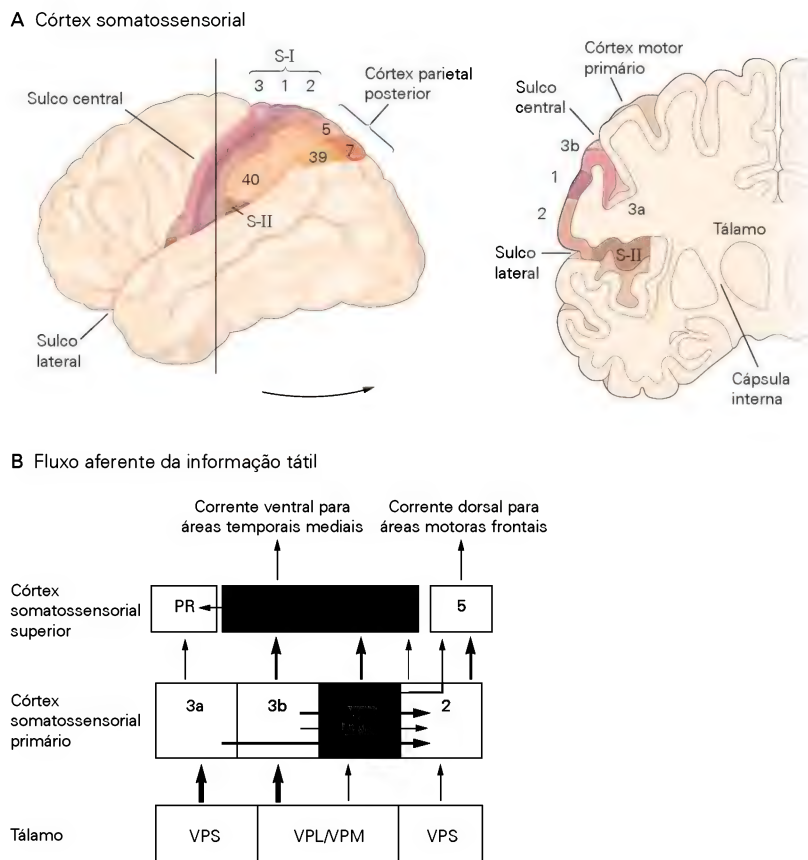 A Córtex somatossensorial
S-I
3 1 2
Córtex parietal
posterior
Sulco central
5
7
39
40
S-II
Sulco
lateral
Córtex motor
primário
Sulco
central
3b
1
2
3a
Tálamo
S-II
Sulco
lateral
Cápsula
interna
B Fluxo aferente da informação tátil
Corrente ventral para
áreas temporais mediais
Corrente dorsal para
áreas motoras frontais
Córtex
somatossensorial
superior
PR
5
Córtex
somatossensorial
primário
3a
3b
2
Tálamo
VPS
VPL/VPM
VPS